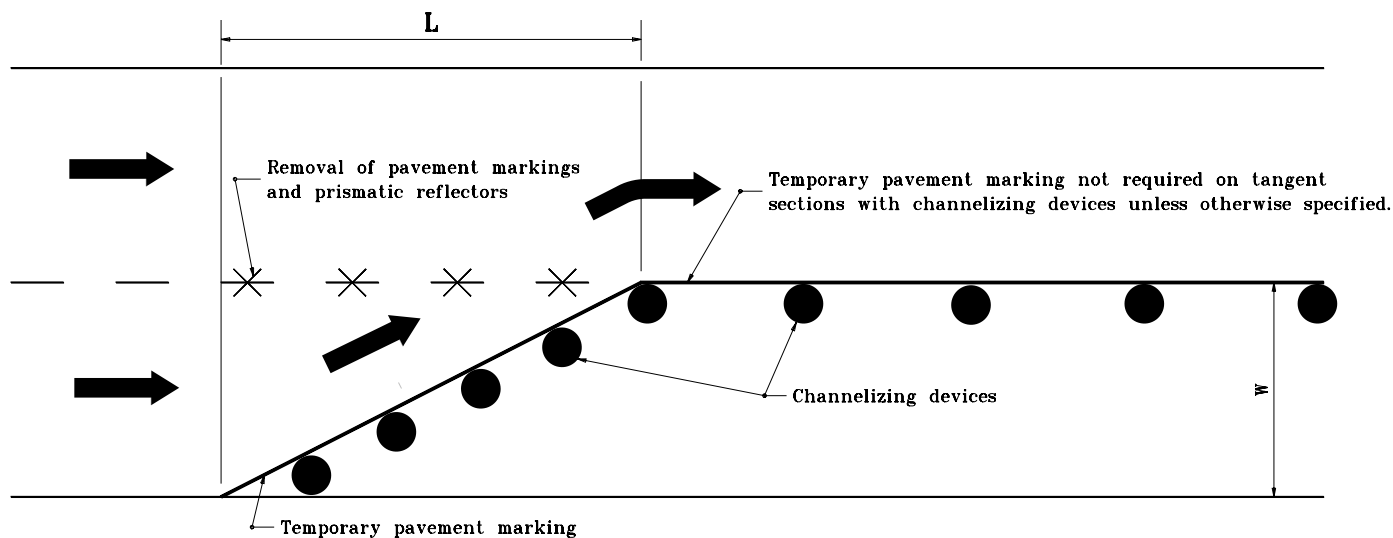 L
Removal of pavement markings
and prismatic reflectors
Temporary pavement marking not required on tangent
sections with channelizing devices unless otherwise specified.
Channelizing devices
W
Temporary pavement marking